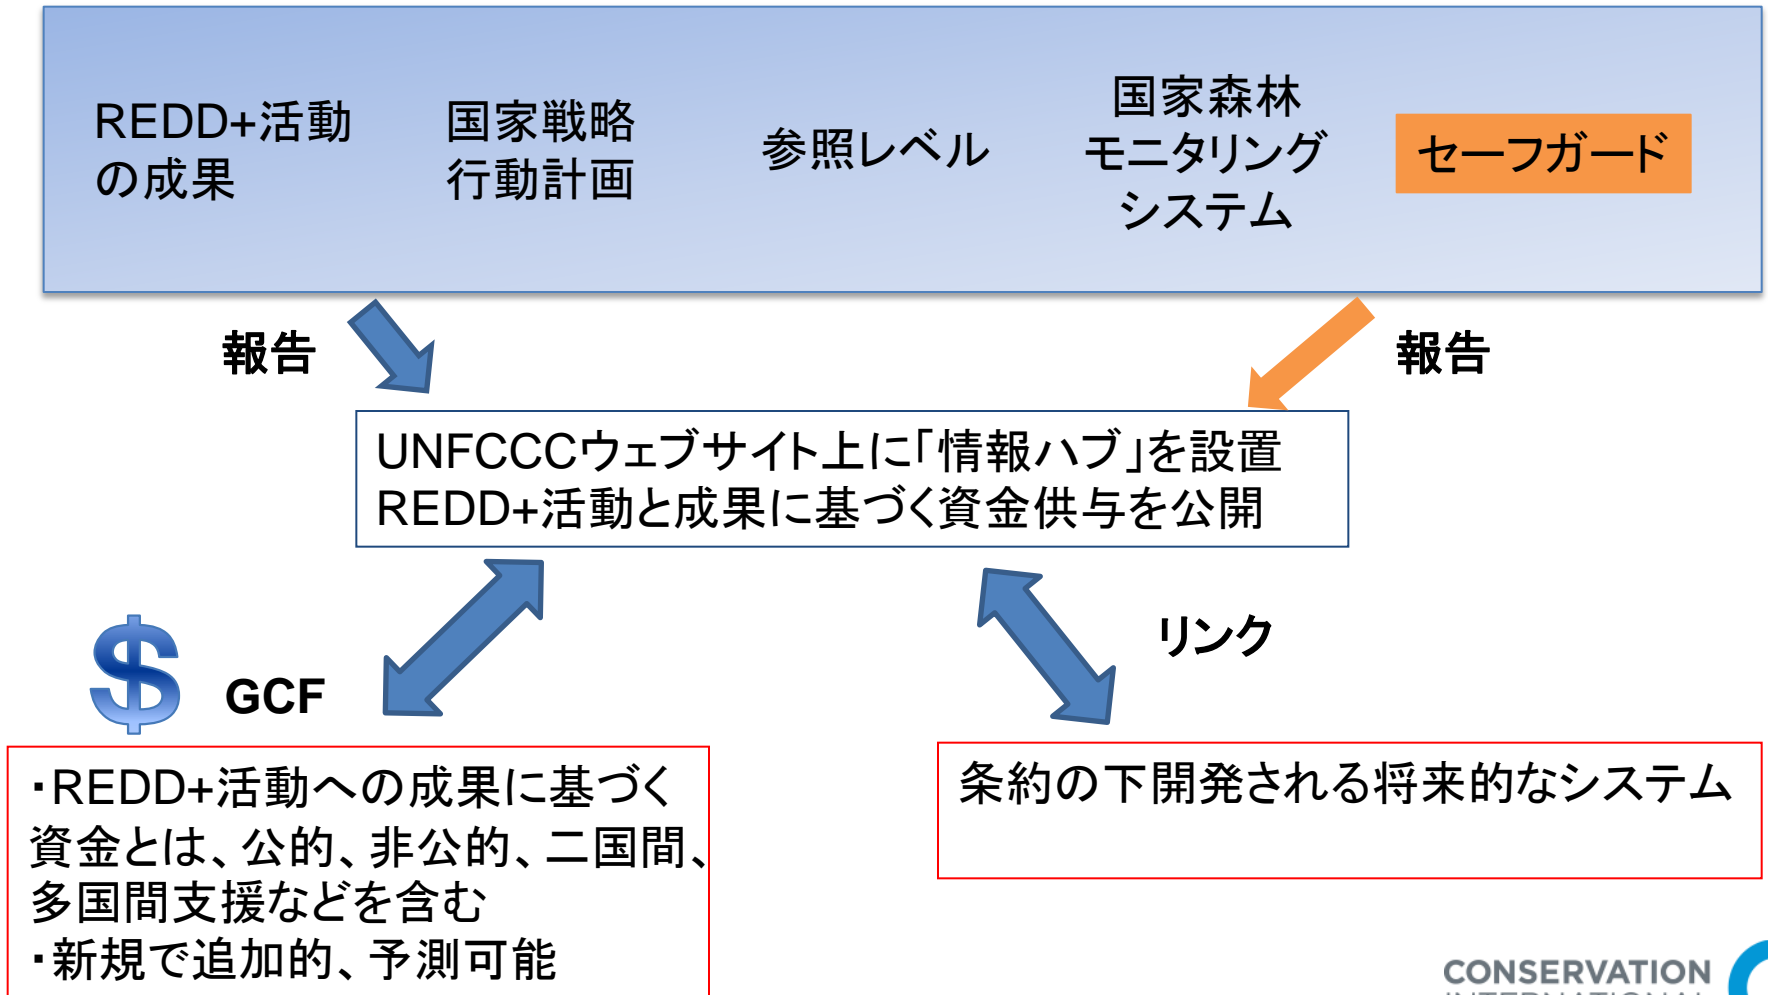 REDD+活動
の成果
国家戦略
行動計画
参照レベル
国家森林
モニタリング
システム
セーフガード
報告
報告
UNFCCCウェブサイト上に「情報ハブ」を設置
REDD+活動と成果に基づく資金供与を公開
リンク
$
GCF
・REDD+活動への成果に基づく
資金とは、公的、非公的、二国間、
多国間支援などを含む
・新規で追加的、予測可能
条約の下開発される将来的なシステム
CONSERVATION
INTERNATIONAL